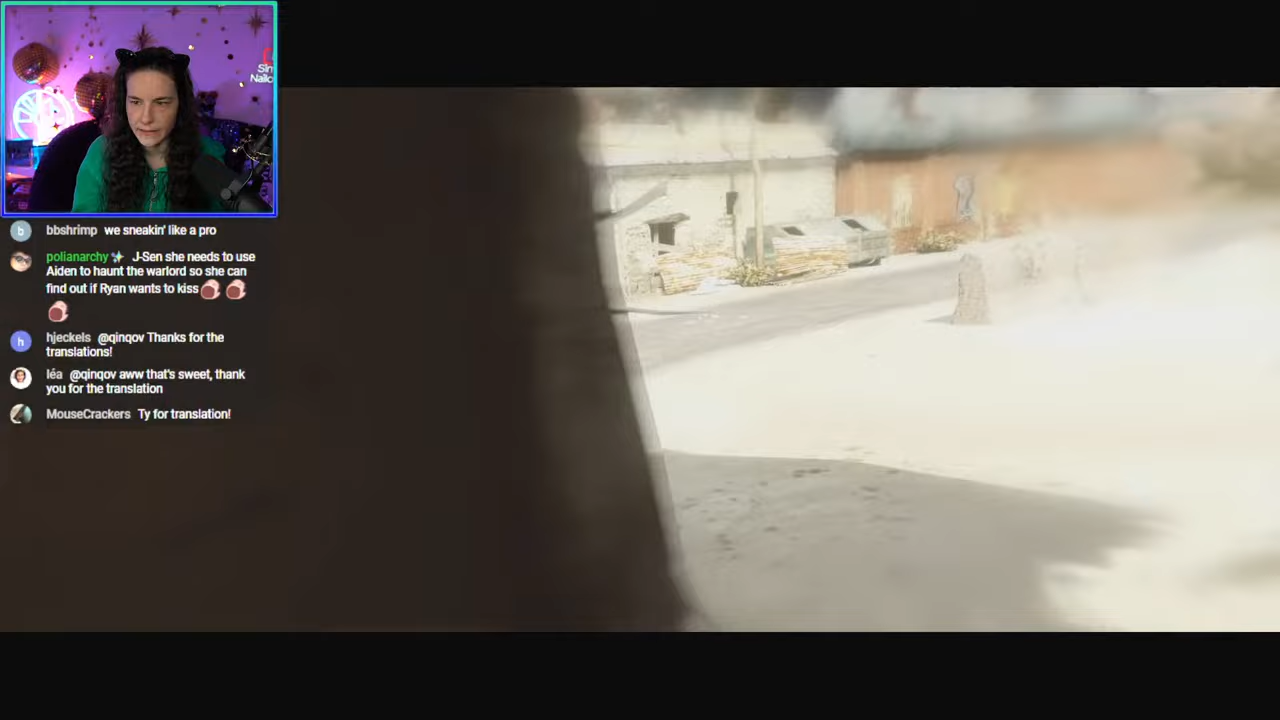 bbshrimp we sneakin' like a pro
polianarchy J-Sen she needs to use
Aiden to haunt the warlord so she can
find out if Ryan wants to kiss
hjeckels @qinqov Thanks for the
translations!
léa @qinqov aww that's sweet, thank
you for the translation
MouseCrackers Ty for translation!